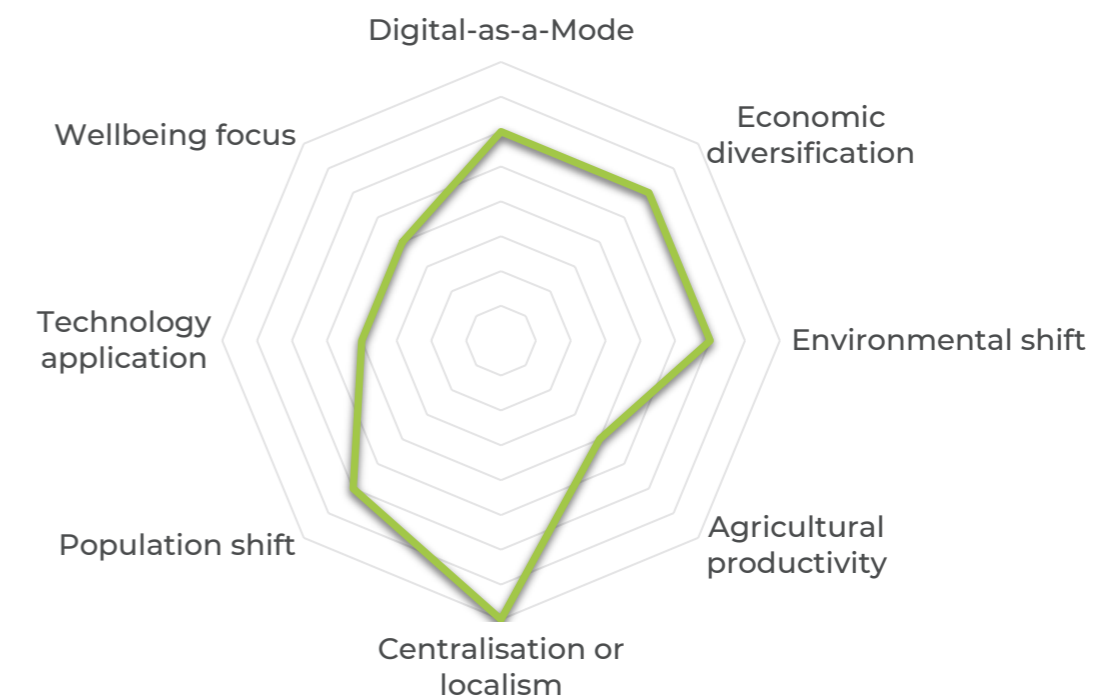 Digital-as-a-Mode
Economic
diversification
Environmental shift
Agricultural
productivity
Centralisation or
localism
Population shift
Technology
application
Wellbeing focus